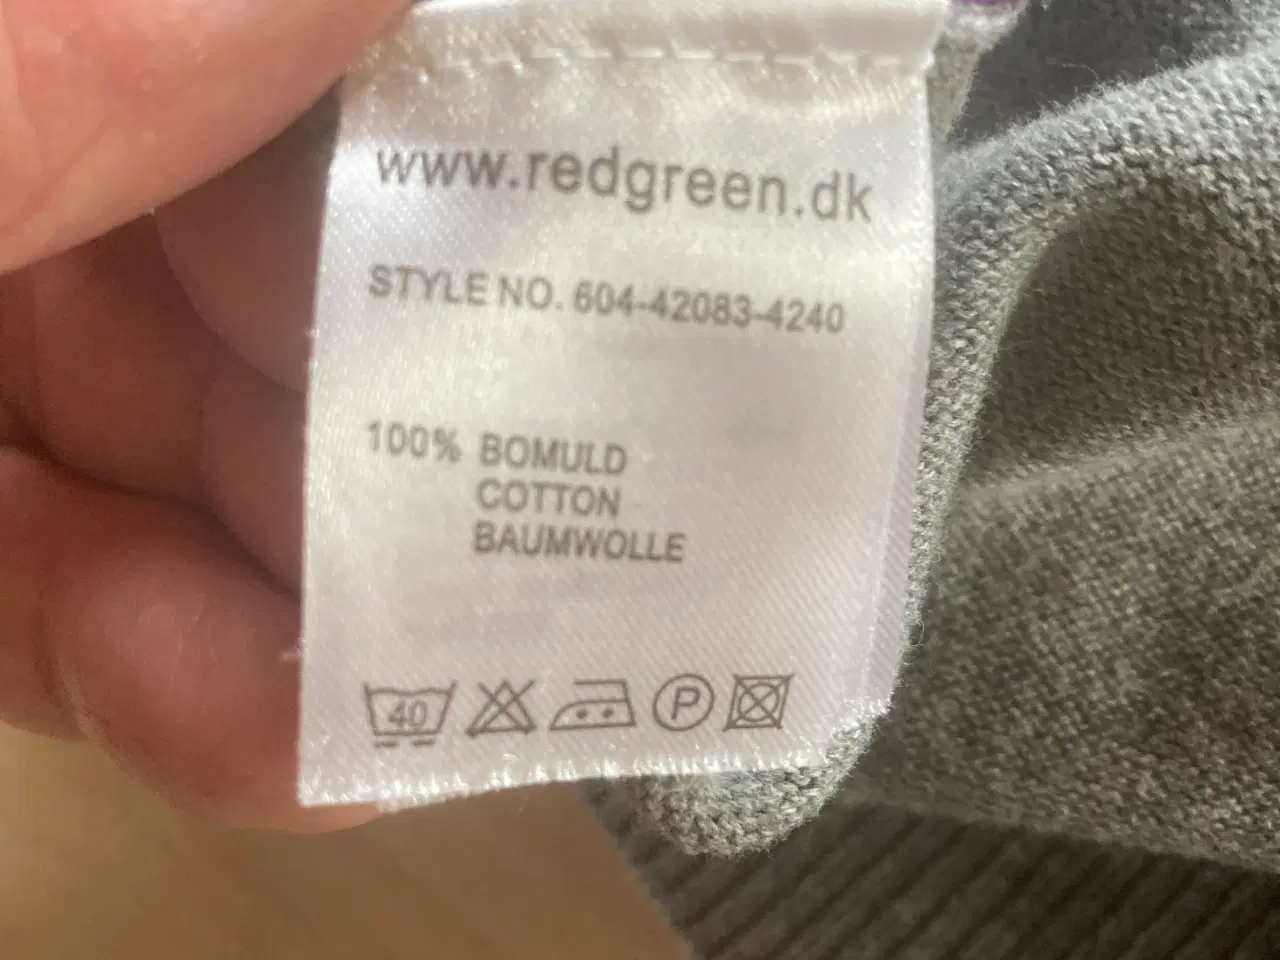 www.redgreen.dk
STYLE NO. 604-42083-4240
100% BOMULD
COTTON
BAUMWOLLE
40
P